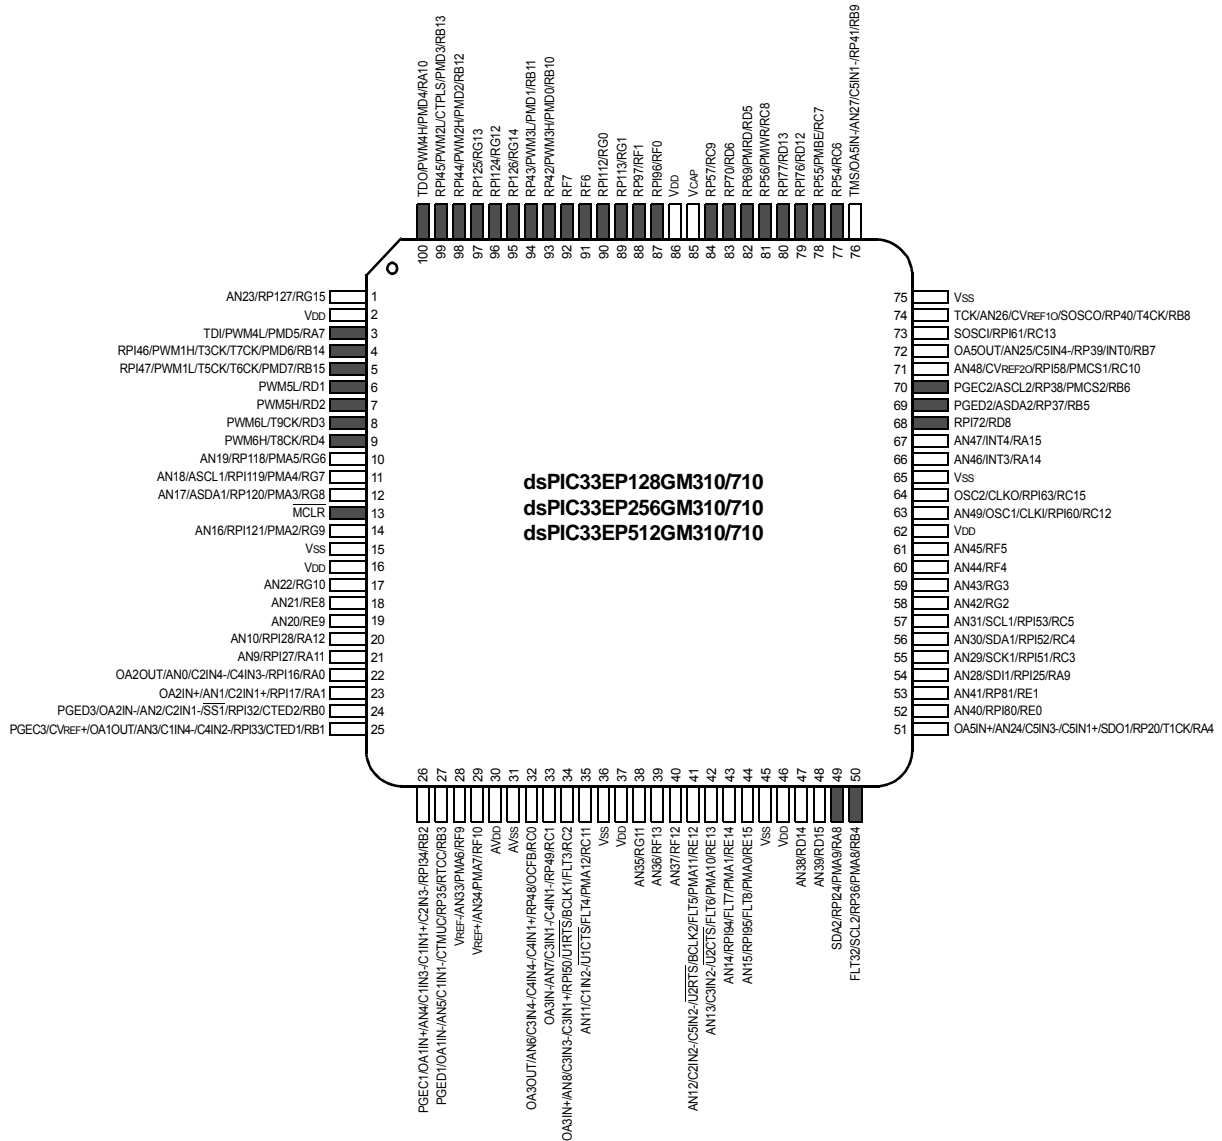 TDO/PWM4H/PMD4/RA10
RPI45/PWM2L/CTPLS/PMD3/RB13
RPI44/PWM2H/PMD2/RB12
RP125/RG13
RPI124/RG12
RP126/RG14
RP43/PWM3L/PMD1/RB11
RP42/PWM3H/PMD0/RB10
RF7
RF6
RPI112/RG0
RP113/RG1
RP97/RF1
RPI96/RF0
VDD
VCAP
RP57/RC9
RP70/RD6
RP69/PMRD/RD5
RP56/PMWR/RC8
RPI77/RD13
RPI76/RD12
RP55/PMBE/RC7
RP54/RC6
TMS/OA5IN-/AN27/C5IN1-/RP41/RB9
100 99 98 97 96 95 94 93 92 91 90 89 88 87 86 85 84 83 82 81 80 79 78 77 76
AN23/RP127/RG15 1
VDD 2
TDI/PWM4L/PMD5/RA7 3
RPI46/PWM1H/T3CK/T7CK/PMD6/RB14 4
RPI47/PWM1L/T5CK/T6CK/PMD7/RB15 5
PWM5L/RD1 6
PWM5H/RD2 7
PWM6L/T9CK/RD3 8
PWM6H/T8CK/RD4 9
AN19/RP118/PMA5/RG6 10
AN18/ASCL1/RPI119/PMA4/RG7 11
AN17/ASDA1/RP120/PMA3/RG8 12
MCLR 13
AN16/RPI121/PMA2/RG9 14
VSS 15
VDD 16
AN22/RG10 17
AN21/RE8 18
AN20/RE9 19
AN10/RPI28/RA12 20
AN9/RPI27/RA11 21
OA2OUT/AN0/C2IN4-/C4IN3-/RPI16/RA0 22
OA2IN+/AN1/C2IN1+/RPI17/RA1 23
PGED3/OA2IN-/AN2/C2IN1-/SS1/RPI32/CTED2/RB0 24
PGEC3/CVREF+/OA1OUT/AN3/C1IN4-/C4IN2-/RPI33/CTED1/RB1 25
dsPIC33EP128GM310/710
dsPIC33EP256GM310/710
dsPIC33EP512GM310/710
75 VSS
74 TCK/AN26/CVREF1O/SOSCO/RP40/T4CK/RB8
73 SOSCI/RPI61/RC13
72 OA5OUT/AN25/C5IN4-/RP39/INT0/RB7
71 AN48/CVREF2O/RPI58/PMCS1/RC10
70 PGEC2/ASCL2/RP38/PMCS2/RB6
69 PGED2/ASDA2/RP37/RB5
68 RPI72/RD8
67 AN47/INT4/RA15
66 AN46/INT3/RA14
65 VSS
64 OSC2/CLKO/RPI63/RC15
63 AN49/OSC1/CLKI/RPI60/RC12
62 VDD
61 AN45/RF5
60 AN44/RF4
59 AN43/RG3
58 AN42/RG2
57 AN31/SCL1/RPI53/RC5
56 AN30/SDA1/RPI52/RC4
55 AN29/SCK1/RPI51/RC3
54 AN28/SDI1/RPI25/RA9
53 AN41/RP81/RE1
52 AN40/RPI80/RE0
51 OA5IN+/AN24/C5IN3-/C5IN1+/SDO1/RP20/T1CK/RA4
26 27 28 29 30 31 32 33 34 35 36 37 38 39 40 41 42 43 44 45 46 47 48 49 50
PGEC1/OA1IN+/AN4/C1IN3-/C1IN1+/C2IN3-/RPI34/RB2
PGED1/OA1IN-/AN5/C1IN1-/CTMUC/RP35/RTCC/RB3
VREF-/AN33/PMA6/RF9
VREF+/AN34/PMA7/RF10
AVDD
AVSS
OA3OUT/AN6/C3IN4-/C4IN4-/C4IN1+/RP48/OCFB/RC0
OA3IN-/AN7/C3IN1-/C4IN1-/RP49/RC1
OA3IN+/AN8/C3IN3-/C3IN1+/RPI50/U1RTS/BCLK1/FLT3/RC2
AN11/C1IN2-/U1CTS/FLT4/PMA12/RC11
VSS
VDD
AN35/RG11
AN36/RF13
AN37/RF12
AN12/C2IN2-/C5IN2-/U2RTS/BCLK2/FLT5/PMA11/RE12
AN13/C3IN2-/U2CTS/FLT6/PMA10/RE13
AN14/RPI94/FLT7/PMA1/RE14
AN15/RPI95/FLT8/PMA0/RE15
VSS
VDD
AN38/RD14
AN39/RD15
SDA2/RPI24/PMA9/RA8
FLT32/SCL2/RP36/PMA8/RB4